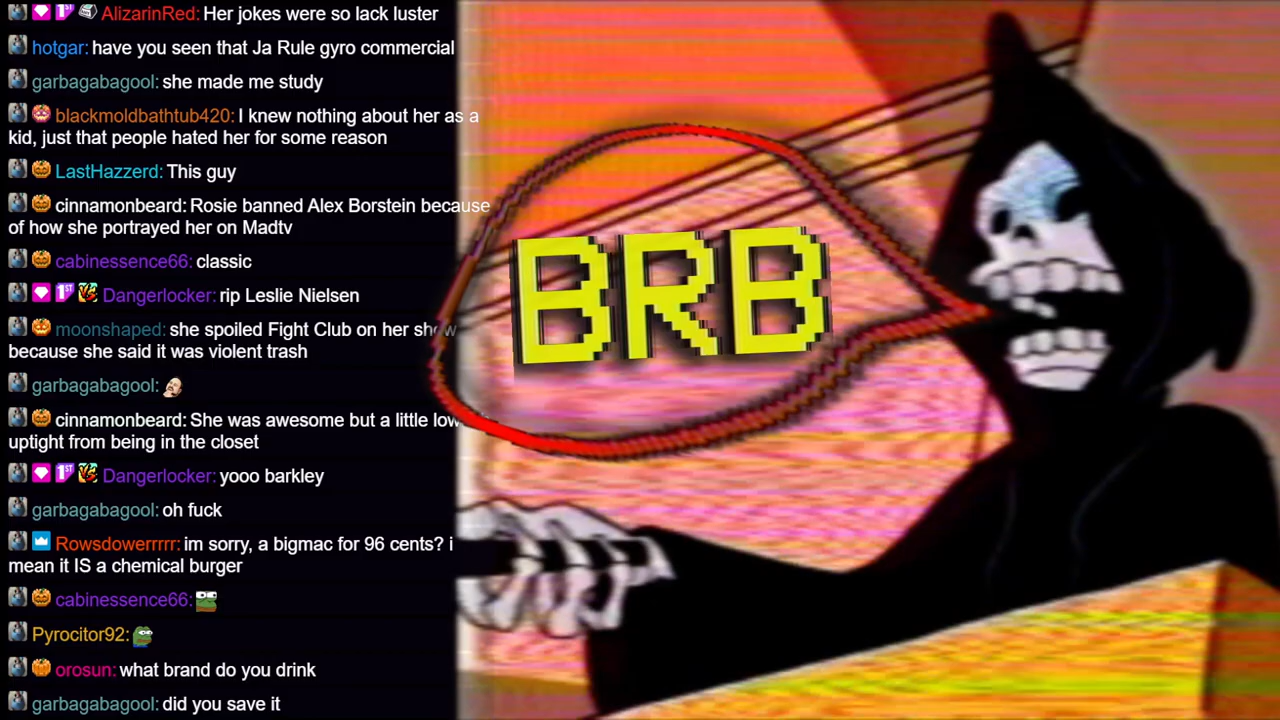 AlizarinRed: Her jokes were so lack luster
hotgar: have you seen that Ja Rule gyro commercial
garbagabagool: she made me study
blackmoldbathtub420: I knew nothing about her as a
kid, just that people hated her for some reason
LastHazzerd: This guy
cinnamonbeard: Rosie banned Alex Borstein because
of how she portrayed her on Madtv
cabinessence66: classic
1ST Dangerlocker: rip Leslie Nielsen
moonshaped: she spoiled Fight Club on her show
because she said it was violent trash
garbagabagool:
cinnamonbeard: She was awesome but a little low
uptight from being in the closet
1ST Dangerlocker: yooo barkley
garbagabagool: oh fuck
Rowsdowerrrrr: im sorry, a bigmac for 96 cents? i
mean it IS a chemical burger
cabinessence66:
Pyrocitor92:
orosun: what brand do you drink
garbagabagool: did you save it
BRB